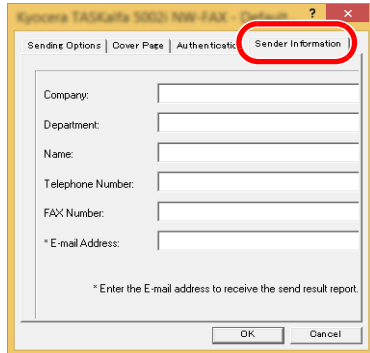 Kyocera TASKalfa 5002i NW-FAX - Default... ? ×
Sending Options Cover Page Authentication Sender Information
Company:
Department:
Name:
Telephone Number:
FAX Number:
* E-mail Address:
* Enter the E-mail address to receive the send result report.
OK Cancel